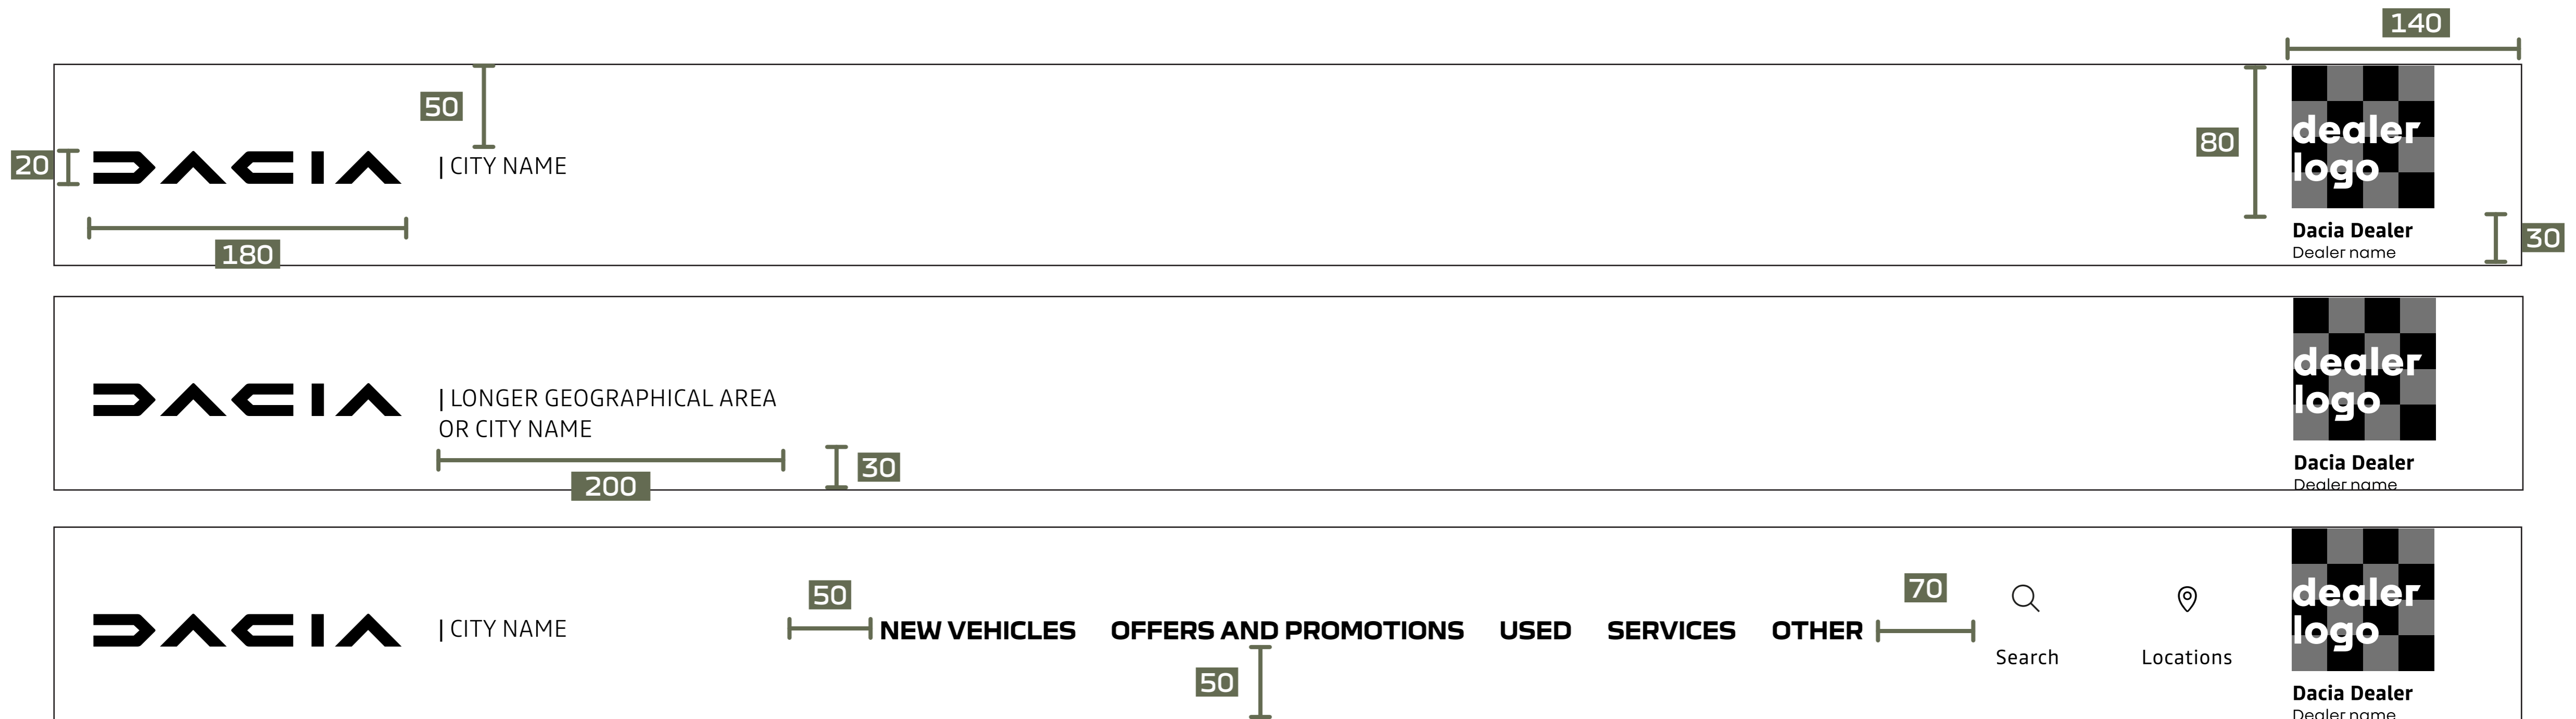 140
50
80
dealer
logo
20
DACIA
| CITY NAME
180
Dacia Dealer
Dealer name
30
dealer
logo
DACIA
| LONGER GEOGRAPHICAL AREA
OR CITY NAME
200
30
Dacia Dealer
Dealer name
50
70
dealer
logo
DACIA
| CITY NAME
NEW VEHICLES OFFERS AND PROMOTIONS USED SERVICES OTHER
Search
Locations
50
Dacia Dealer
Dealer name